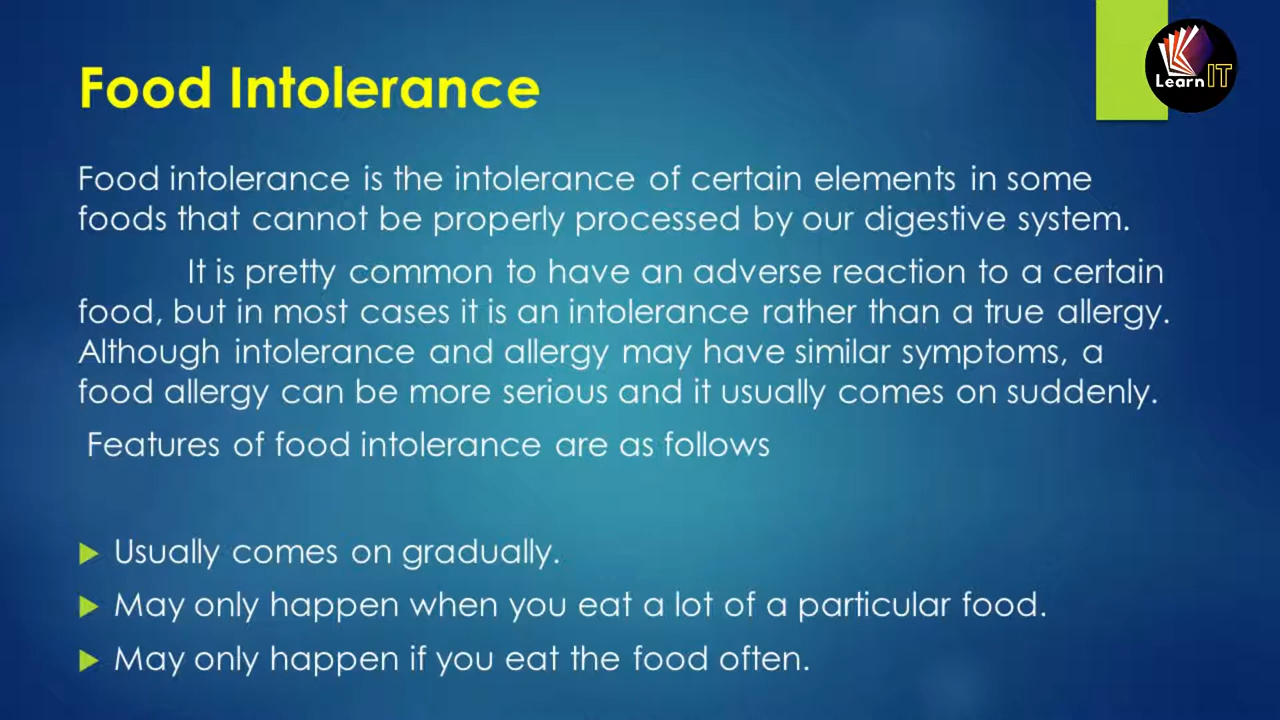 Food Intolerance
Learn IT
Food intolerance is the intolerance of certain elements in some
foods that cannot be properly processed by our digestive system.
It is pretty common to have an adverse reaction to a certain
food, but in most cases it is an intolerance rather than a true allergy.
Although intolerance and allergy may have similar symptoms, a
food allergy can be more serious and it usually comes on suddenly.
Features of food intolerance are as follows
Usually comes on gradually.
May only happen when you eat a lot of a particular food.
May only happen if you eat the food often.